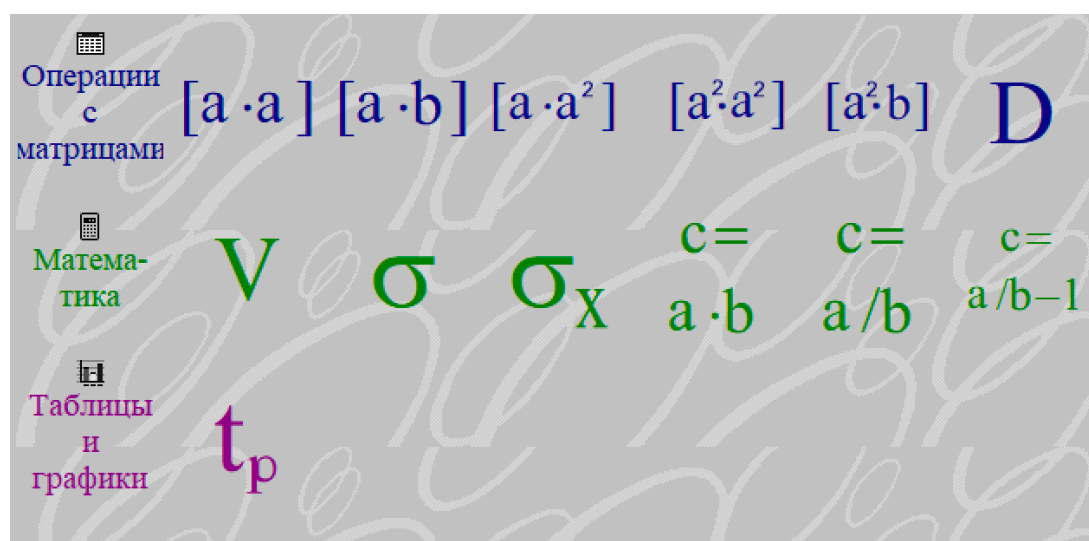 Операции
с
матрицами
[a ·a ] [a ·b ] [a ·a² ] [a²·a² ] [a²·b] D
Матема-
тика
V σ σx c= a ·b c= a /b c= a /b–1
Таблицы
и
графики
tp